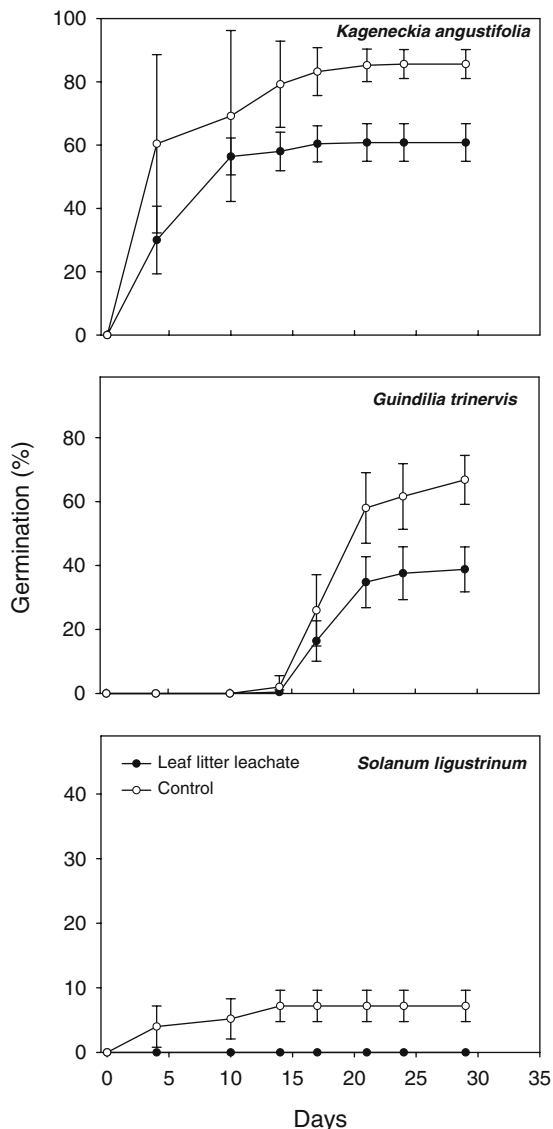 Kageneckia angustifolia
100
80
60
40
20
0
Guindilia trinervis
80
60
40
20
0
Germination (%)
Leaf litter leachate
Control
Solanum ligustrinum
40
30
20
10
0
0 5 10 15 20 25 30 35
Days